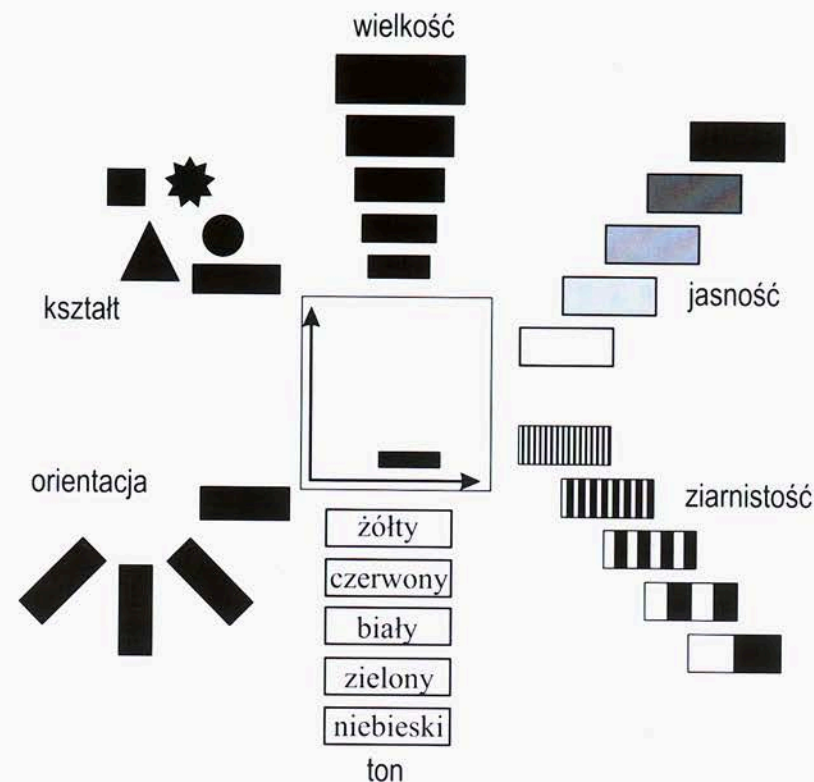 wielkość
kształt
jasność
orientacja
ziarnistość
żółty
czerwony
biały
zielony
niebieski
ton